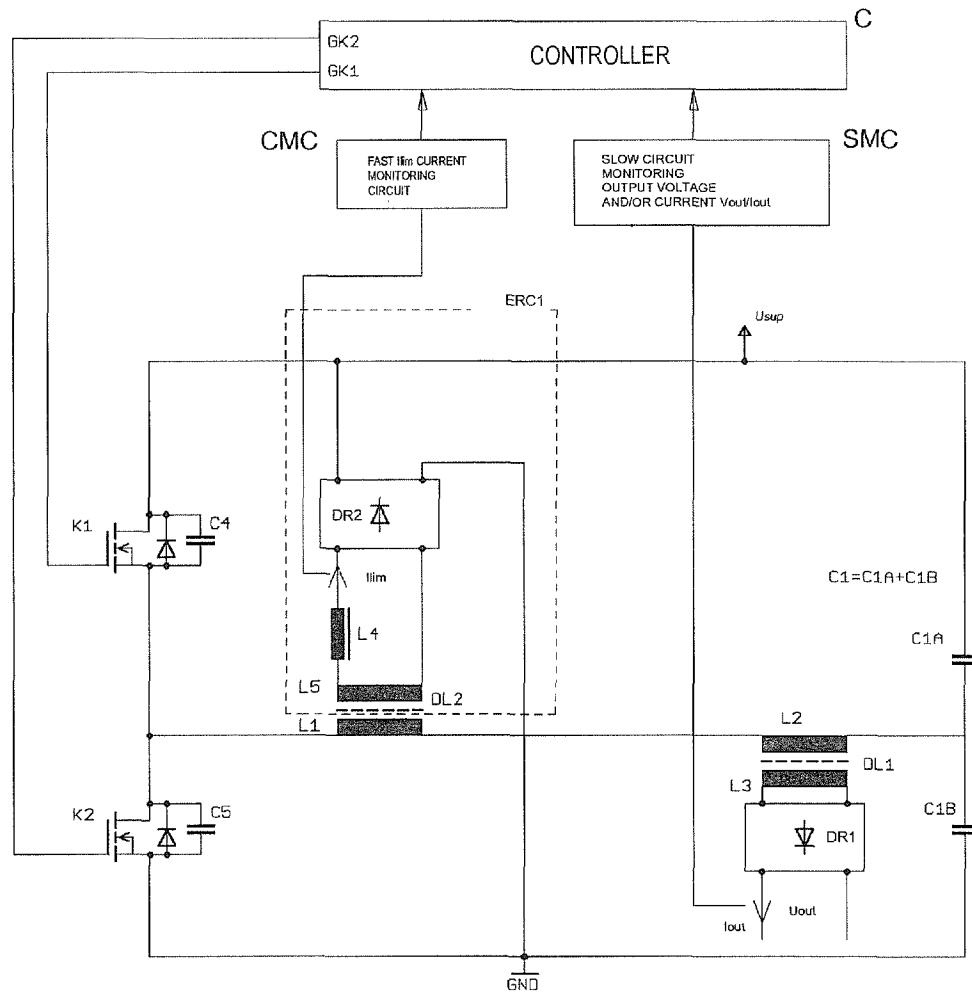 C
GK2
GK1
CONTROLLER
CMC
FAST Ilim CURRENT
MONITORING
CIRCUIT
SMC
SLOW CIRCUIT
MONITORING
OUTPUT VOLTAGE
AND/OR CURRENT Vout/Iout
ERC1
Usup
K1
C4
DR2
Ilim
C1=C1A+C1B
L4
C1A
L5
DL2
L1
L2
DL1
L3
K2
C5
C1B
DR1
Iout
Uout
GND